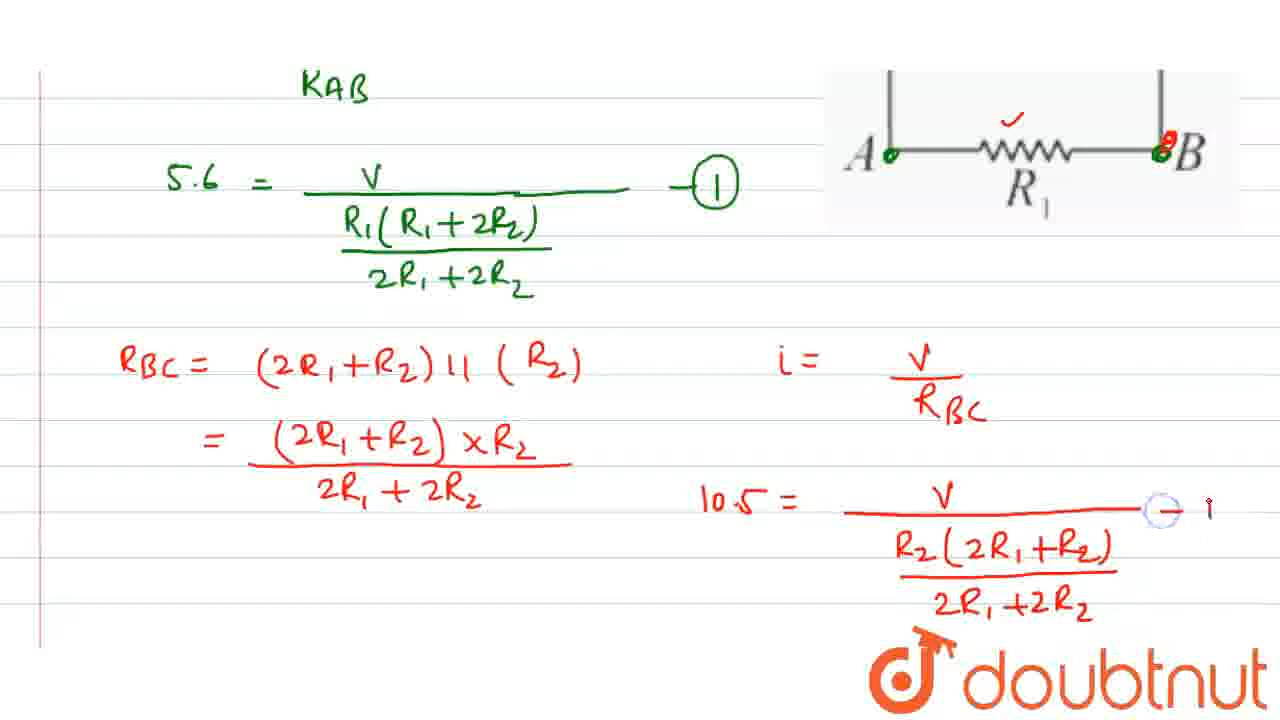 RAB
5.6 = V / (R₁(R₁+2R₂) / 2R₁+2R₂) — ①
A B
R₁
RBC = (2R₁+R₂) || (R₂)
= (2R₁+R₂) × R₂ / 2R₁+2R₂
i = V / RBC
10.5 = V / (R₂(2R₁+R₂) / 2R₁+2R₂) — i
doubtnut